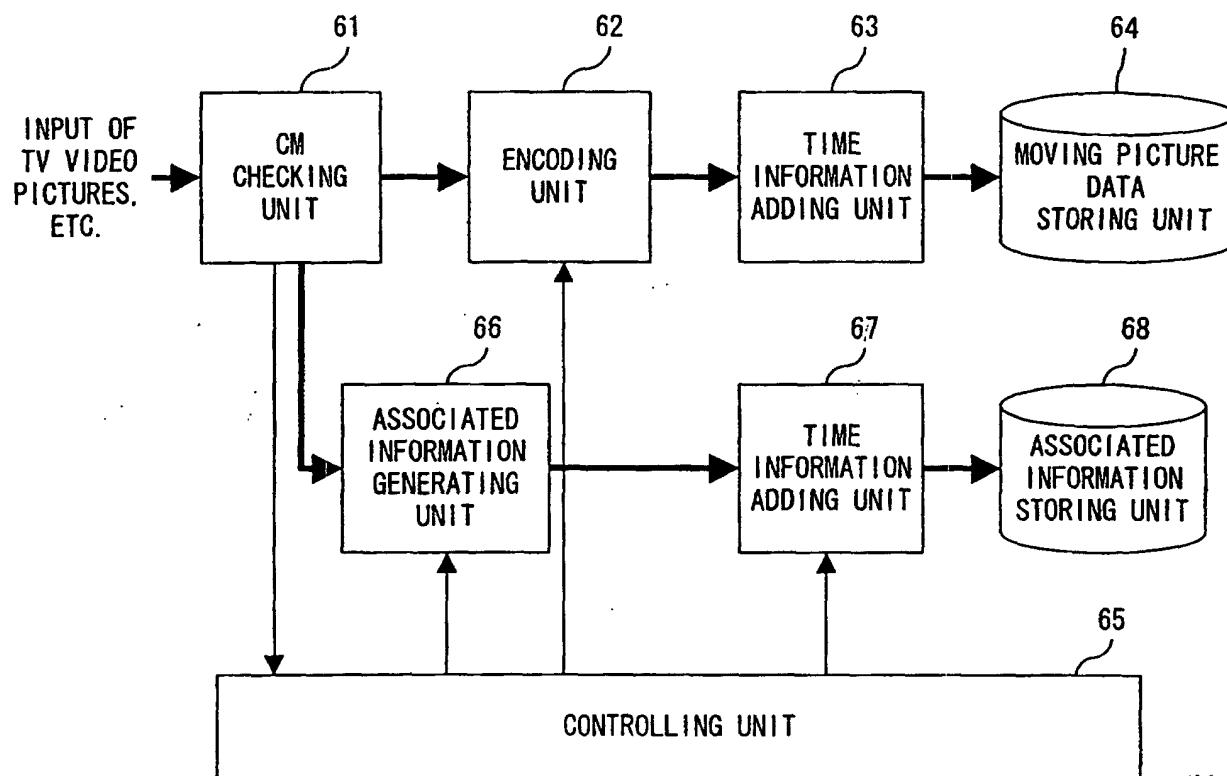 61
62
63
64
INPUT OF
TV VIDEO
PICTURES,
ETC.
CM
CHECKING
UNIT
ENCODING
UNIT
TIME
INFORMATION
ADDING UNIT
MOVING PICTURE
DATA
STORING UNIT
66
67
68
ASSOCIATED
INFORMATION
GENERATING
UNIT
TIME
INFORMATION
ADDING UNIT
ASSOCIATED
INFORMATION
STORING UNIT
65
CONTROLLING UNIT